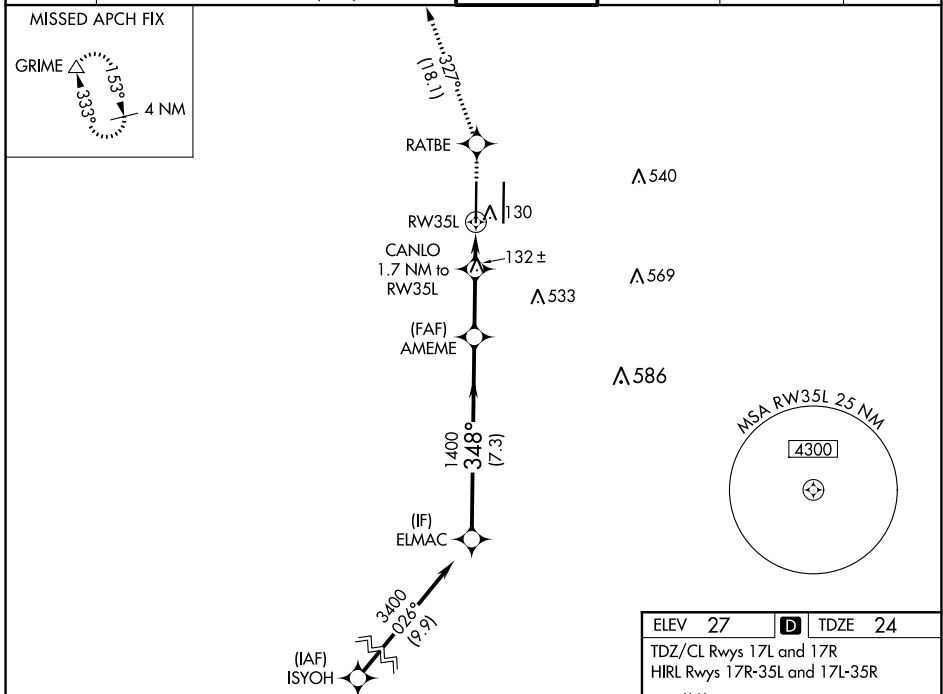 MISSED APCH FIX
GRIME
153°
333°
4 NM
327°
(18.1)
RATBE
540
RW35L
130
CANLO
1.7 NM to
RW35L
132 ±
569
533
(FAF)
AMEME
586
MSA RW35L 25 NM
4300
1400
348°
(7.3)
(IF)
ELMAC
3400
026°
(9.9)
(IAF)
ISYOH
ELEV 27 D TDZE 24
TDZ/CL Rwys 17L and 17R
HIRL Rwys 17R-35L and 17L-35R